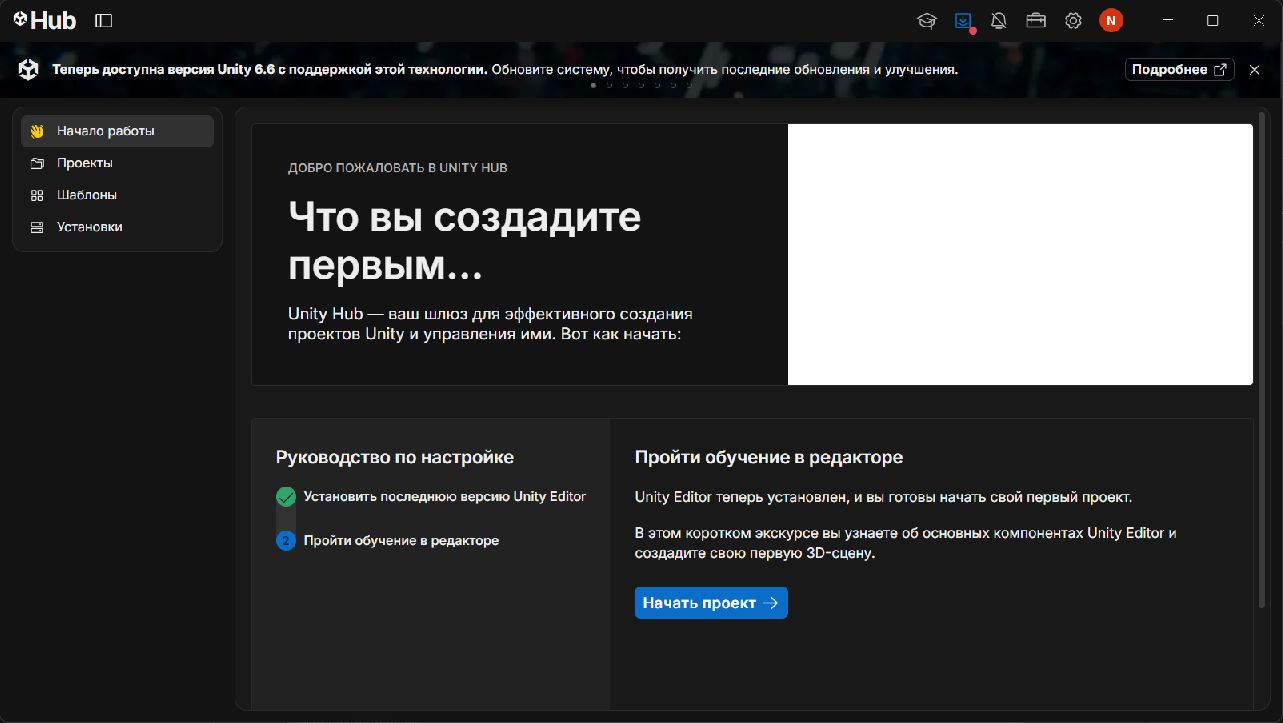 Hub
N
Теперь доступна версия Unity 6.6 с поддержкой этой технологии. Обновите систему, чтобы получить последние обновления и улучшения.
Подробнее
Начало работы
Проекты
Шаблоны
Установки
ДОБРО ПОЖАЛОВАТЬ В UNITY HUB
Что вы создадите
первым...
Unity Hub — ваш шлюз для эффективного создания
проектов Unity и управления ими. Вот как начать:
Руководство по настройке
Установить последнюю версию Unity Editor
2 Пройти обучение в редакторе
Пройти обучение в редакторе
Unity Editor теперь установлен, и вы готовы начать свой первый проект.
В этом коротком экскурсе вы узнаете об основных компонентах Unity Editor и
создадите свою первую 3D-сцену.
Начать проект